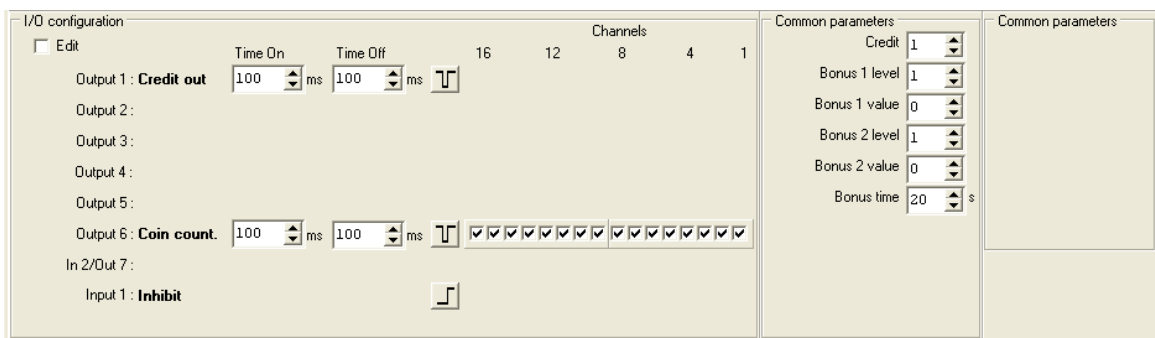 I/O configuration
Edit
Channels
Time On Time Off 16 12 8 4 1
Output 1 : Credit out 100 ms 100 ms
Output 2 :
Output 3 :
Output 4 :
Output 5 :
Output 6 : Coin count. 100 ms 100 ms
In 2/Out 7 :
Input 1 : Inhibit
Common parameters
Credit 1
Bonus 1 level 1
Bonus 1 value 0
Bonus 2 level 1
Bonus 2 value 0
Bonus time 20 s
Common parameters